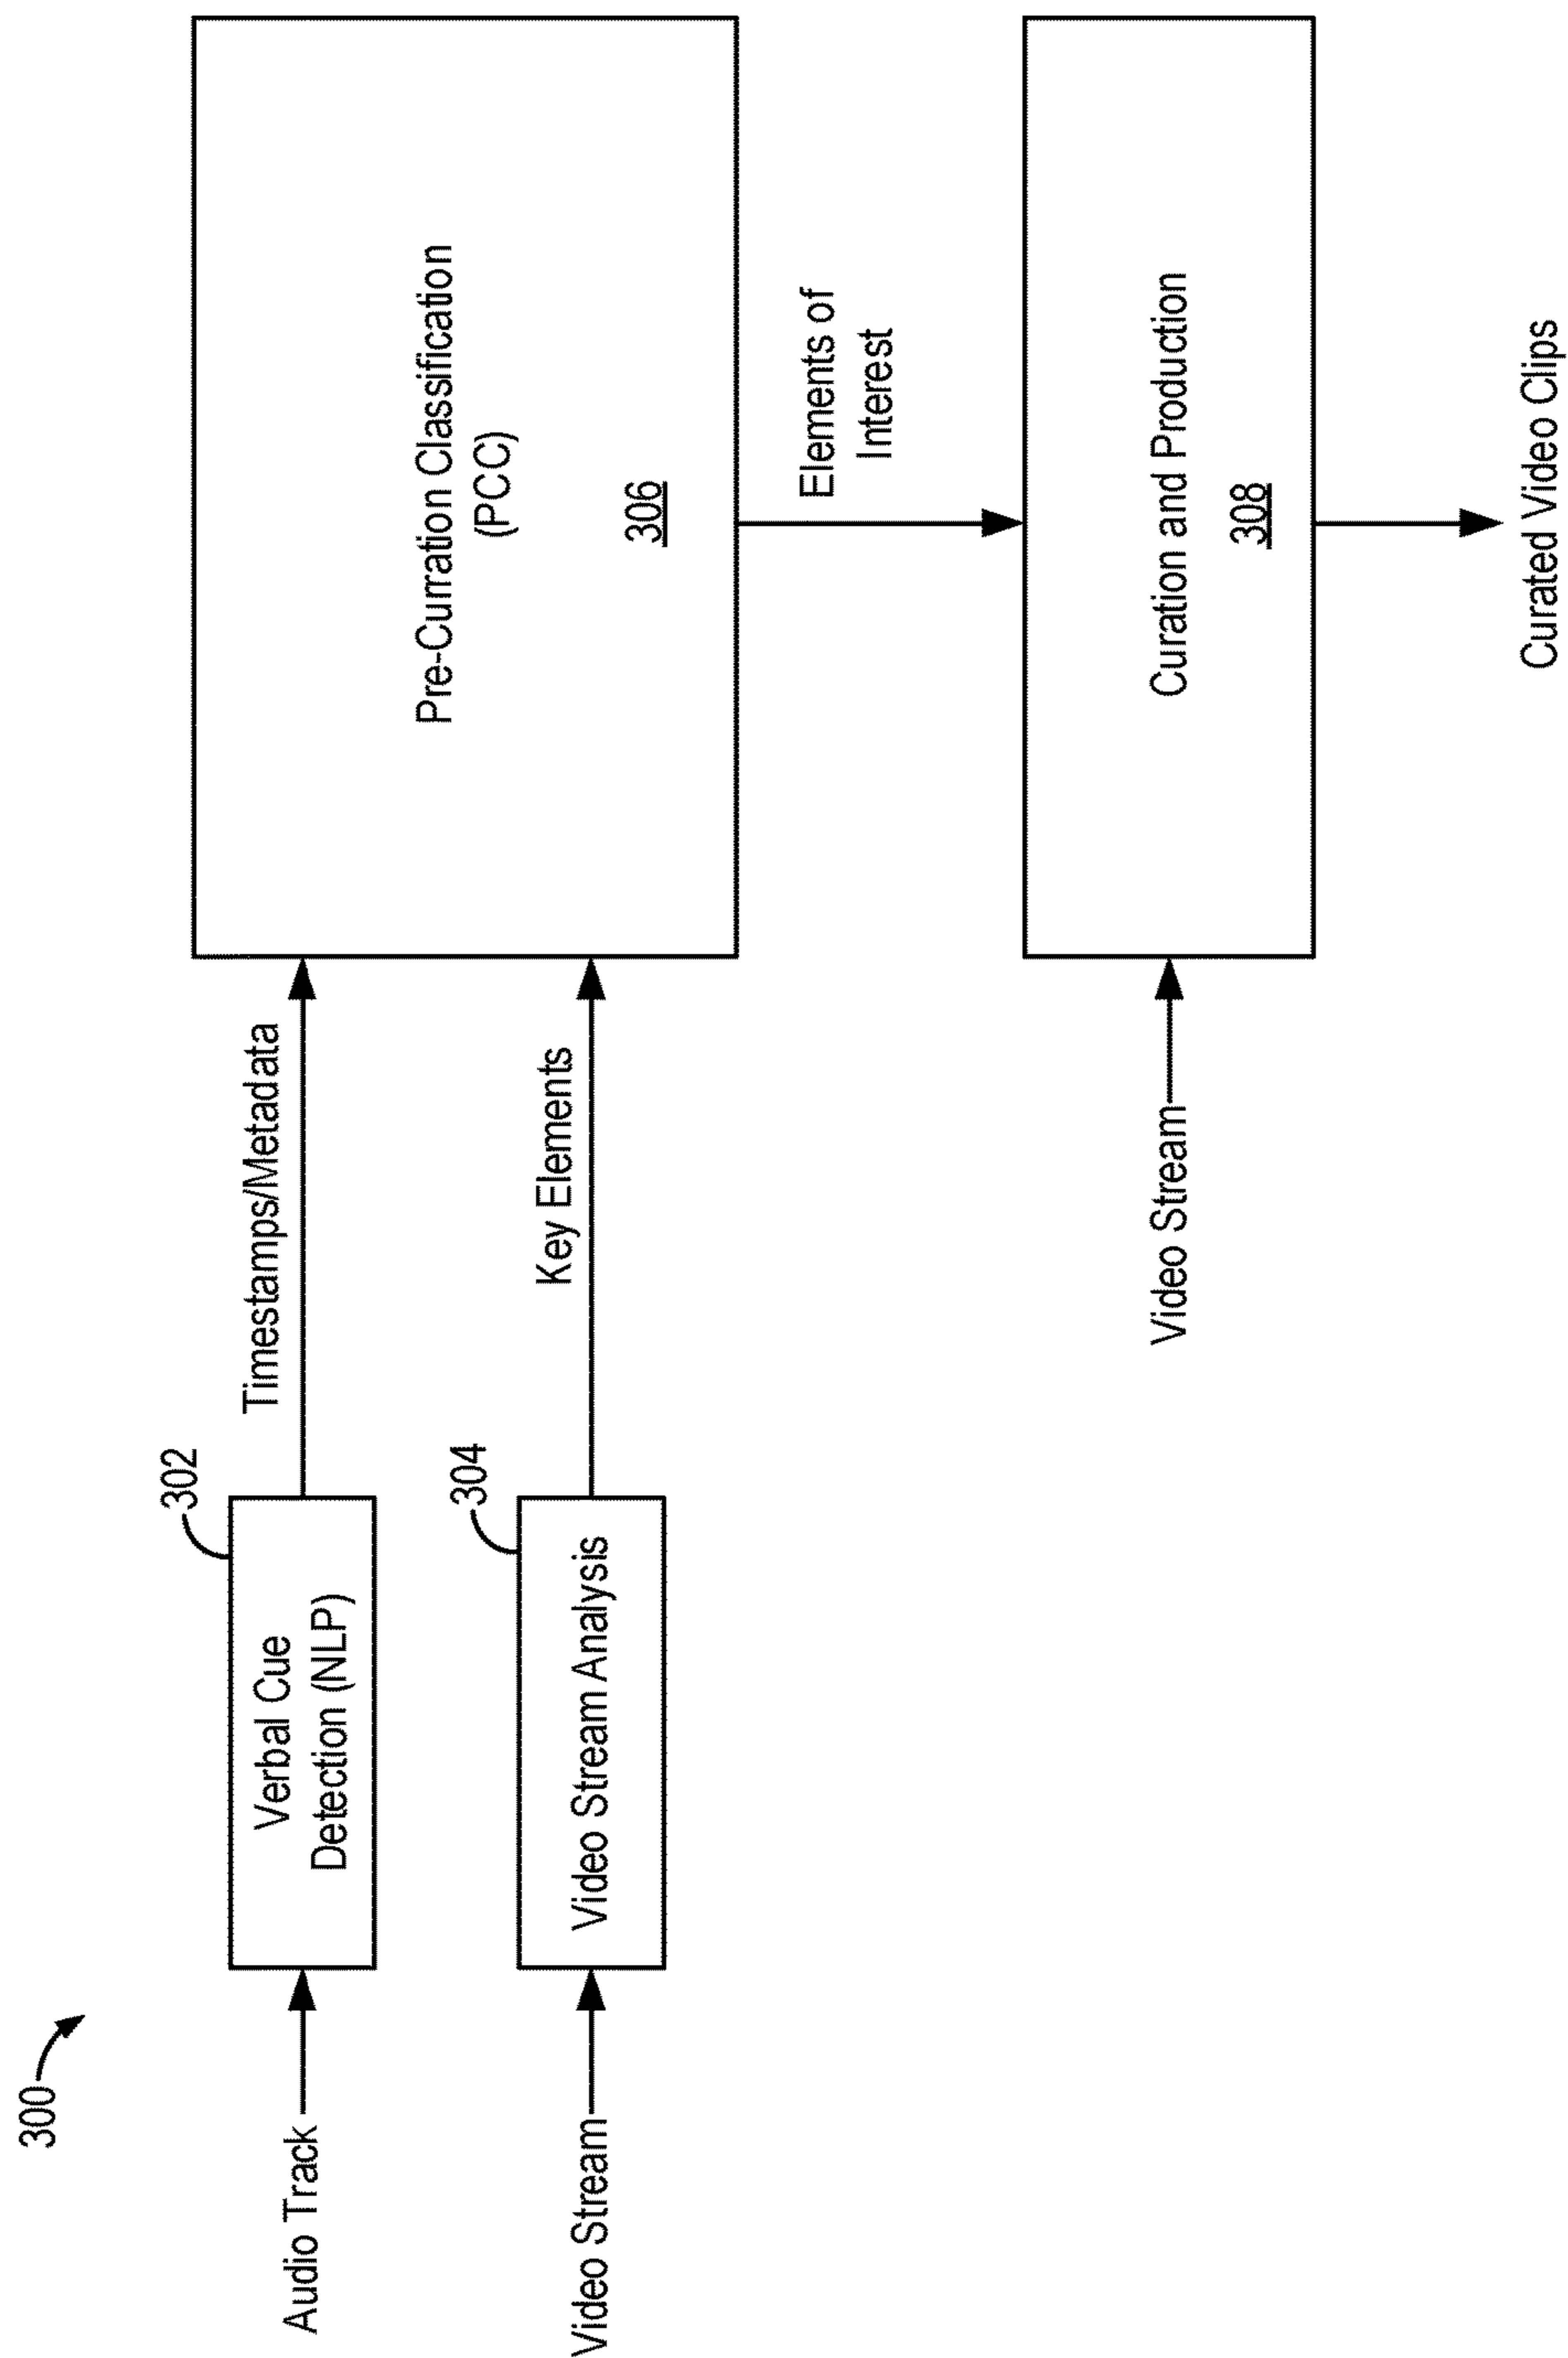 300
Audio Track
Verbal Cue
Detection (NLP)
302
Timestamps/Metadata
Video Stream
Video Stream Analysis
304
Key Elements
Pre-Curration Classification
(PCC)
306
Elements of
Interest
Video Stream
Curation and Production
308
Curated Video Clips